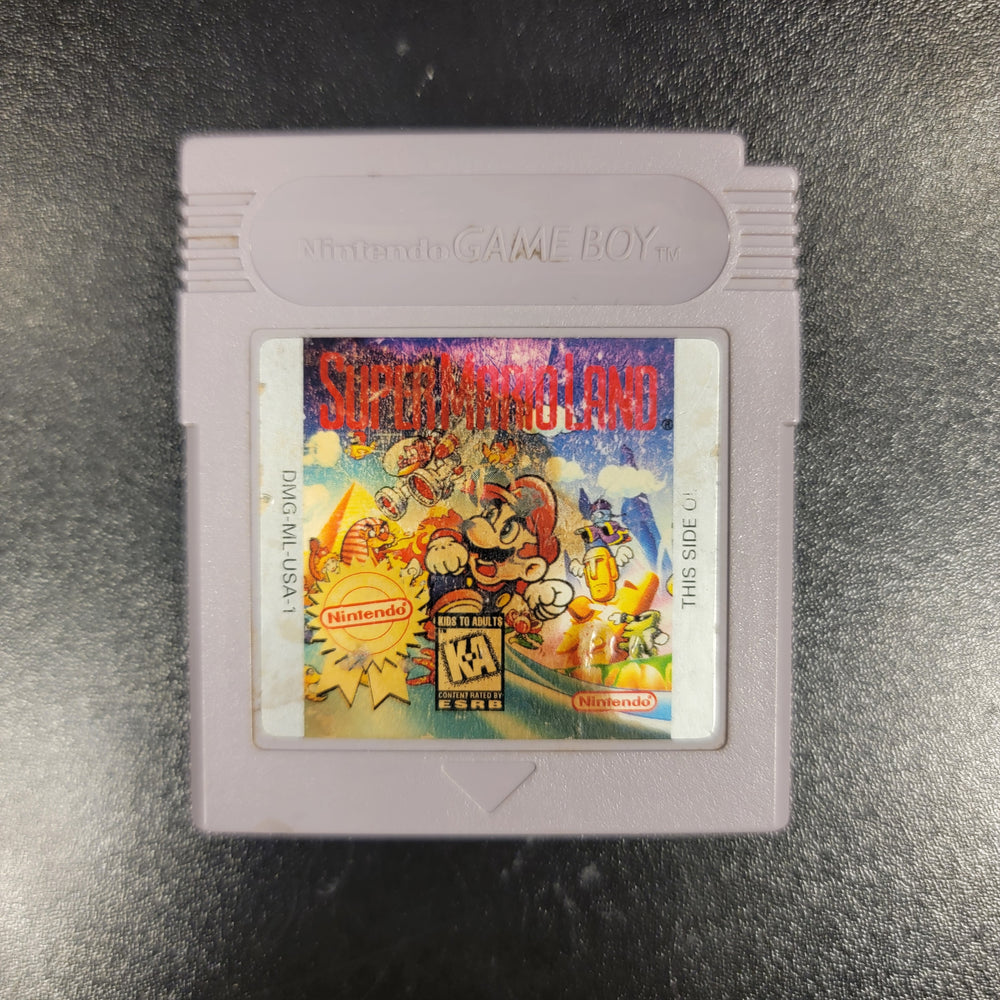 Nintendo GAME BOY TM
SUPER MARIO LAND ®
DMG-ML-USA-1
THIS SIDE
Nintendo
KIDS TO ADULTS
TM
K-A
CONTENT RATED BY
ESRB
Nintendo